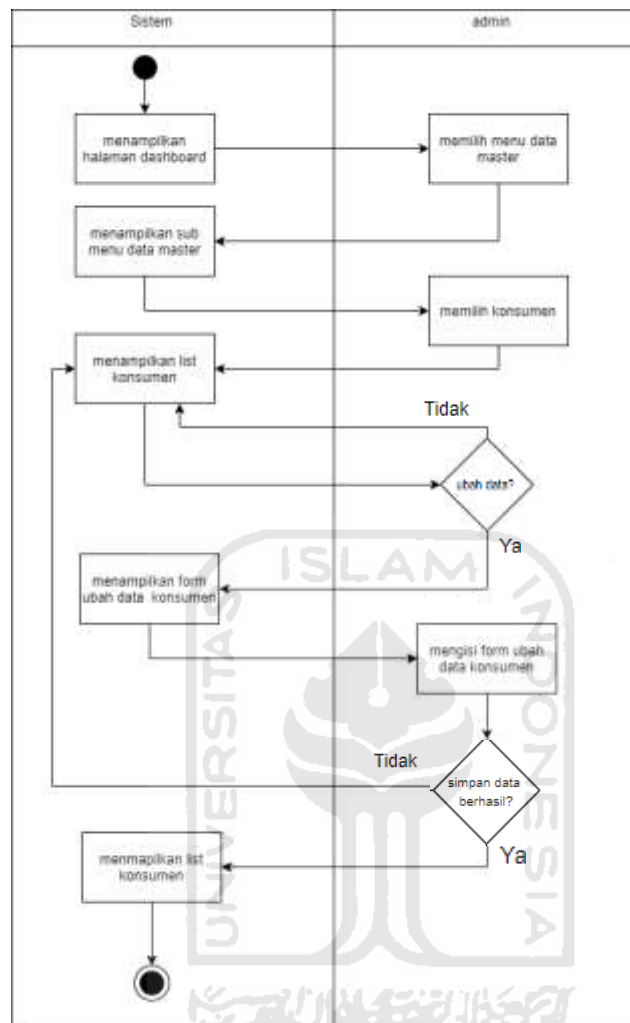 Sistem
admin
menampilkan
halaman dashboard
memilih menu data
master
menampilkan sub
menu data master
memilih konsumen
menampilkan list
konsumen
Tidak
ubah data?
Ya
menampilkan form
ubah data konsumen
mengisi form ubah
data konsumen
Tidak
simpan data
berhasil?
Ya
menmapilkan list
konsumen
UNIVERSITAS
ISLAM
INDONESIA